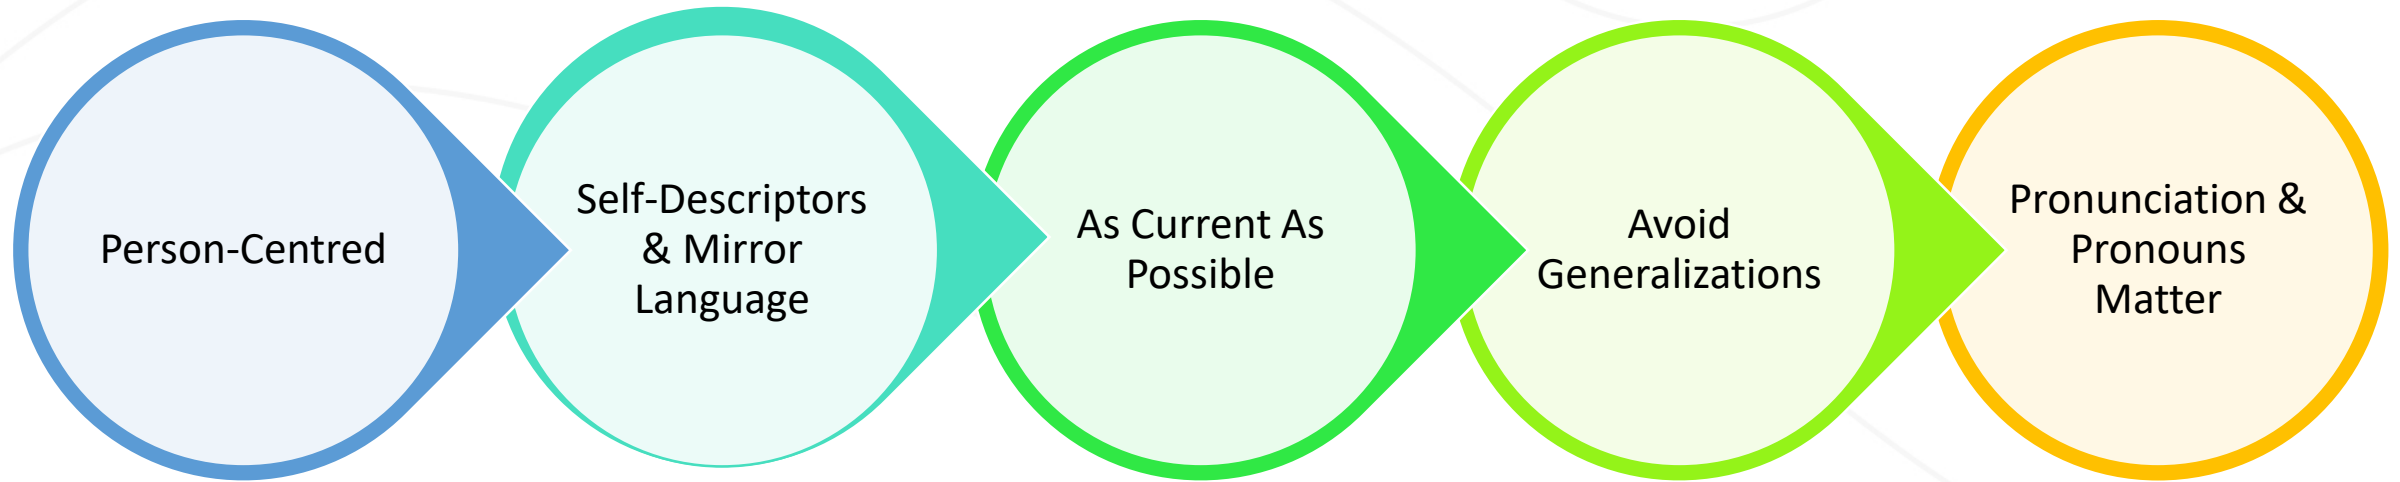 Person-Centred
Self-Descriptors
& Mirror
Language
As Current As
Possible
Avoid
Generalizations
Pronunciation &
Pronouns
Matter